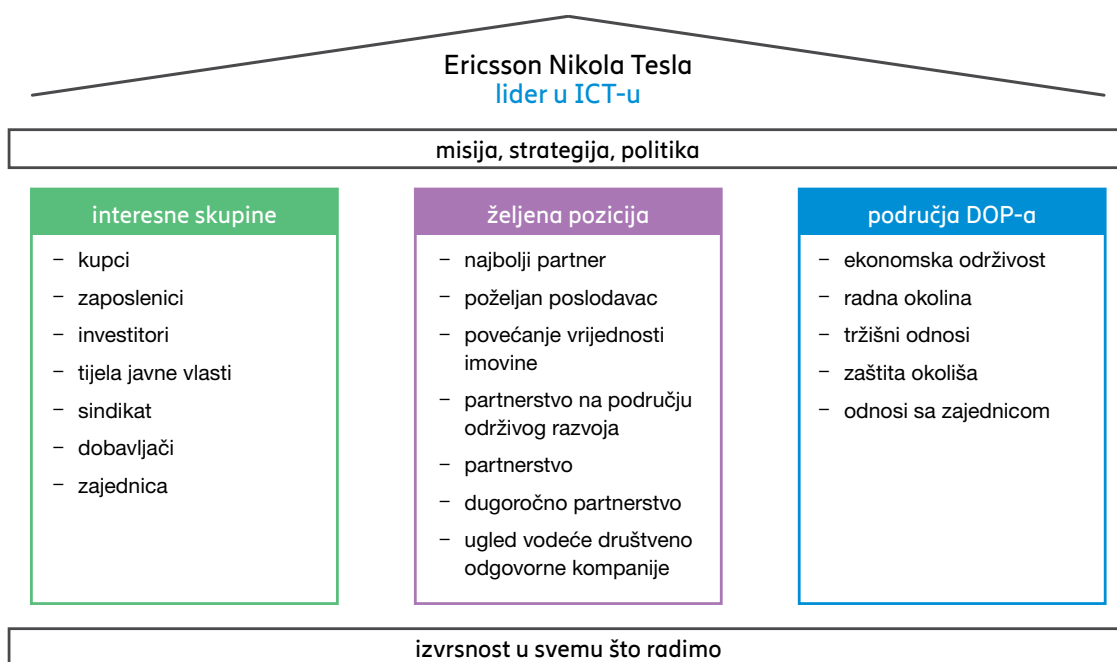 Ericsson Nikola Tesla
lider u ICT-u
misija, strategija, politika
interesne skupine
– kupci
– zaposlenici
– investitori
– tijela javne vlasti
– sindikat
– dobavljači
– zajednica
željena pozicija
– najbolji partner
– poželjan poslodavac
– povećanje vrijednosti
imovine
– partnerstvo na području
održivog razvoja
– partnerstvo
– dugoročno partnerstvo
– ugled vodeće društveno
odgovorne kompanije
područja DOP-a
– ekonomska održivost
– radna okolina
– tržišni odnosi
– zaštita okoliša
– odnosi sa zajednicom
izvrsnost u svemu što radimo